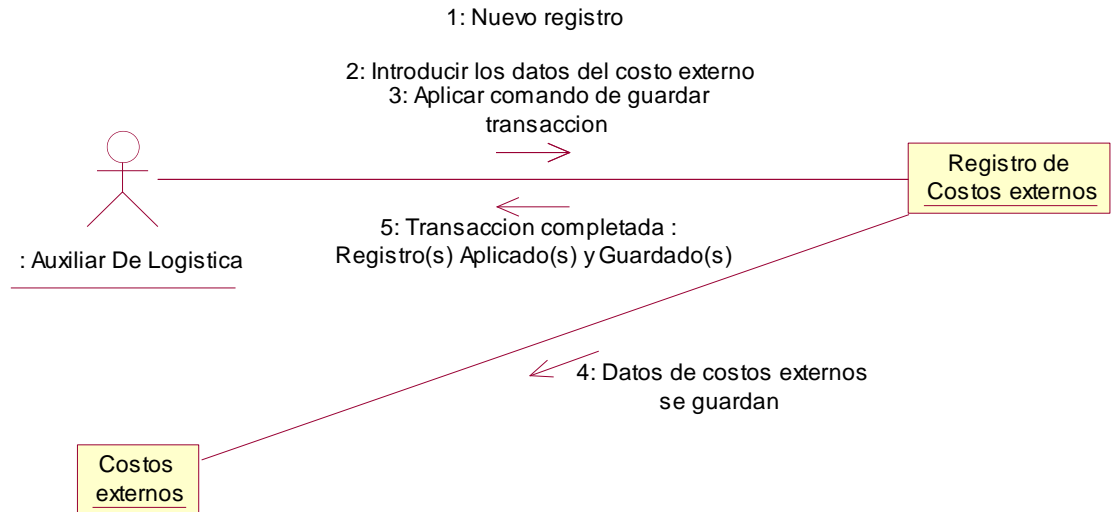 1: Nuevo registro
2: Introducir los datos del costo externo
3: Aplicar comando de guardar
transaccion
Registro de
Costos externos
5: Transaccion completada :
Registro(s) Aplicado(s) y Guardado(s)
: Auxiliar De Logistica
4: Datos de costos externos
se guardan
Costos
externos